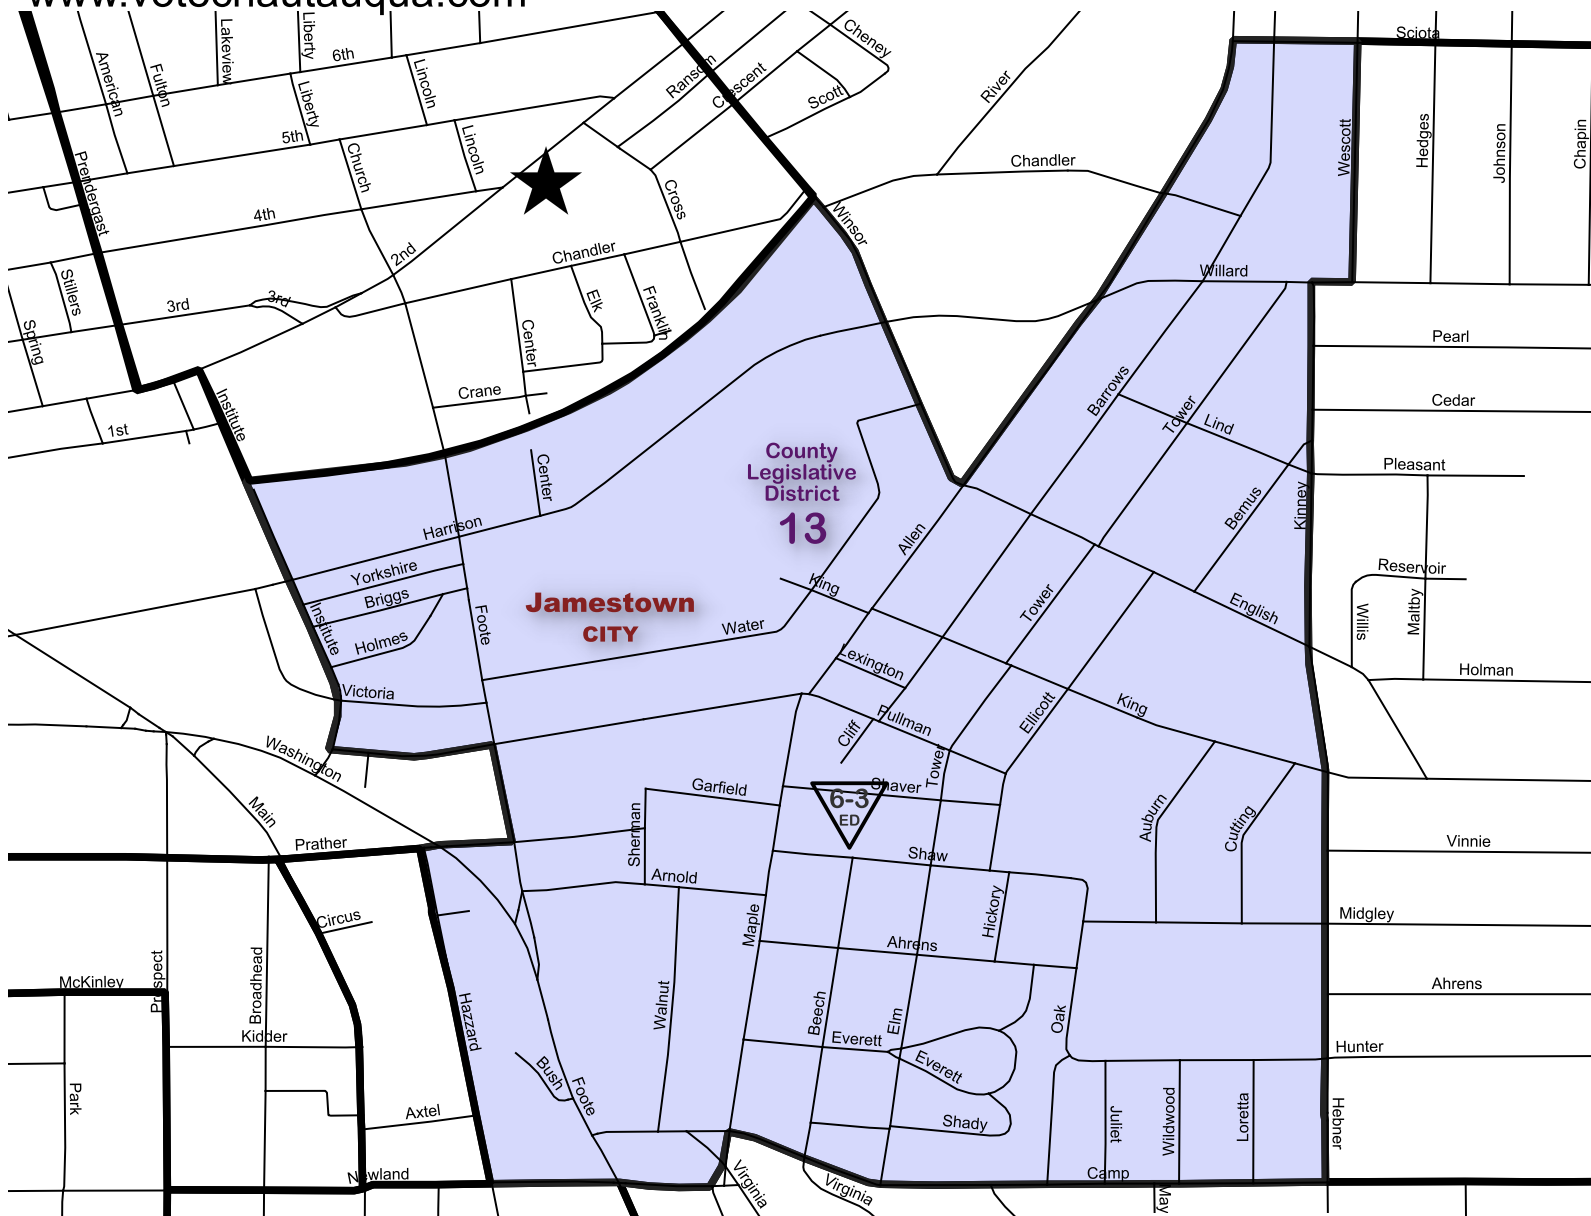 www.votechautauqua.com
Sciota
Lakeview
Liberty
6th
American
Fulton
Lincoln
Liberty
Ransom
Crescent
Cheney
Scott
River
Wescott
Hedges
Johnson
Chapin
5th
Prendergast
Church
Lincoln
Chandler
Cross
4th
Winsor
2nd
Chandler
Willard
Stillers
3rd
3rd
Spring
Elk
Franklin
Center
Pearl
Crane
Institute
1st
Barrows
Tower
Lind
Cedar
County
Legislative
District
13
Center
Pleasant
Harrison
Allen
Bemus
Kinney
Yorkshire
Briggs
Holmes
Institute
Foote
Jamestown
CITY
King
Water
Tower
English
Reservoir
Willis
Maltby
Lexington
Holman
Victoria
Pullman
Cliff
Ellicott
King
Washington
Tower
Garfield
Shaver
6-3
ED
Main
Prather
Sherman
Auburn
Cutting
Vinnie
Shaw
Arnold
Circus
Maple
Hickory
Midgley
Ahrens
McKinley
Prospect
Broadhead
Hazzard
Walnut
Beech
Elm
Oak
Ahrens
Kidder
Everett
Everett
Hunter
Bush
Foote
Park
Axtel
Shady
Juliet
Wildwood
Loretta
Hebner
Newland
Virginia
Virginia
Camp
May